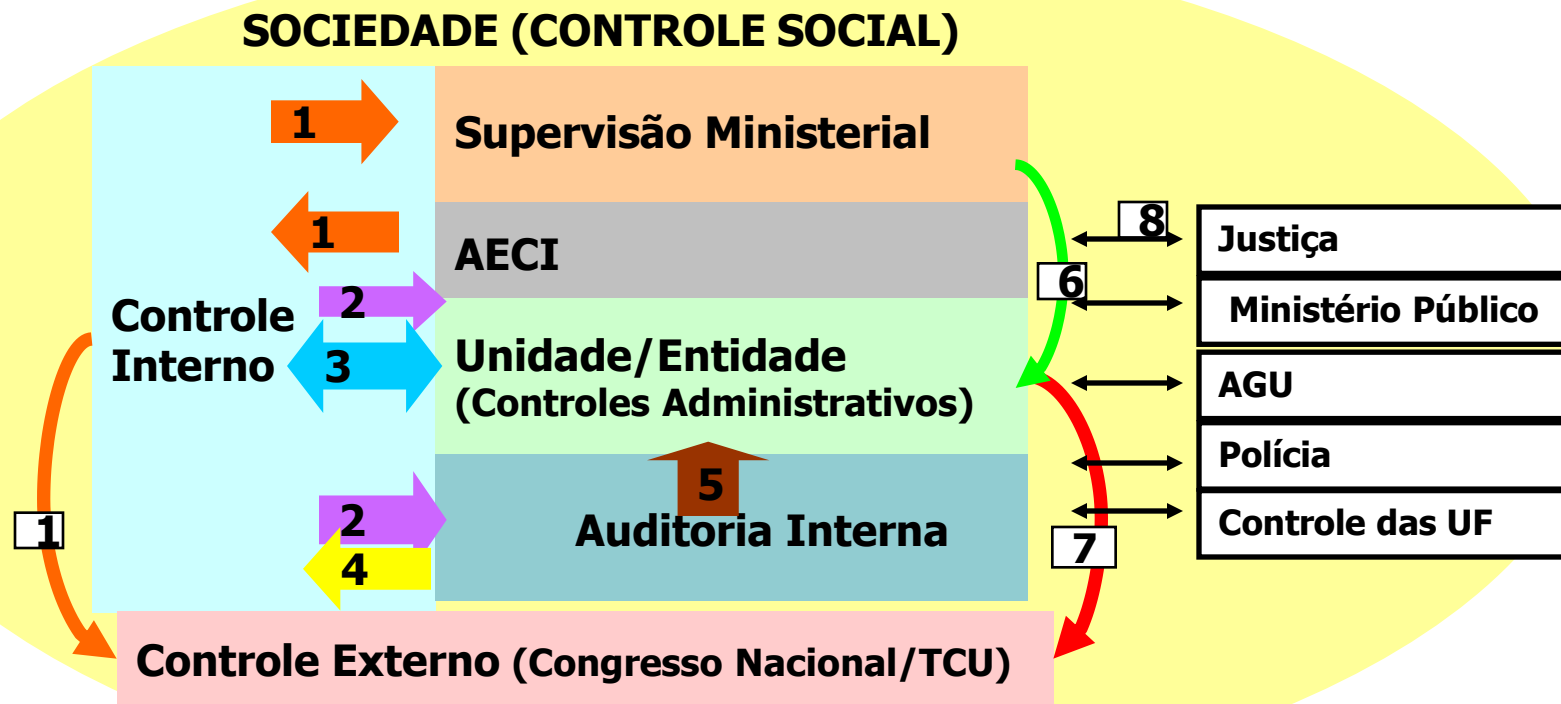 SOCIEDADE (CONTROLE SOCIAL)
1
Supervisão Ministerial
1
AECI
8
Justiça
6
2
Ministério Público
Controle
Interno
3
Unidade/Entidade
(Controles Administrativos)
AGU
Polícia
5
2
Auditoria Interna
Controle das UF
1
4
7
Controle Externo (Congresso Nacional/TCU)